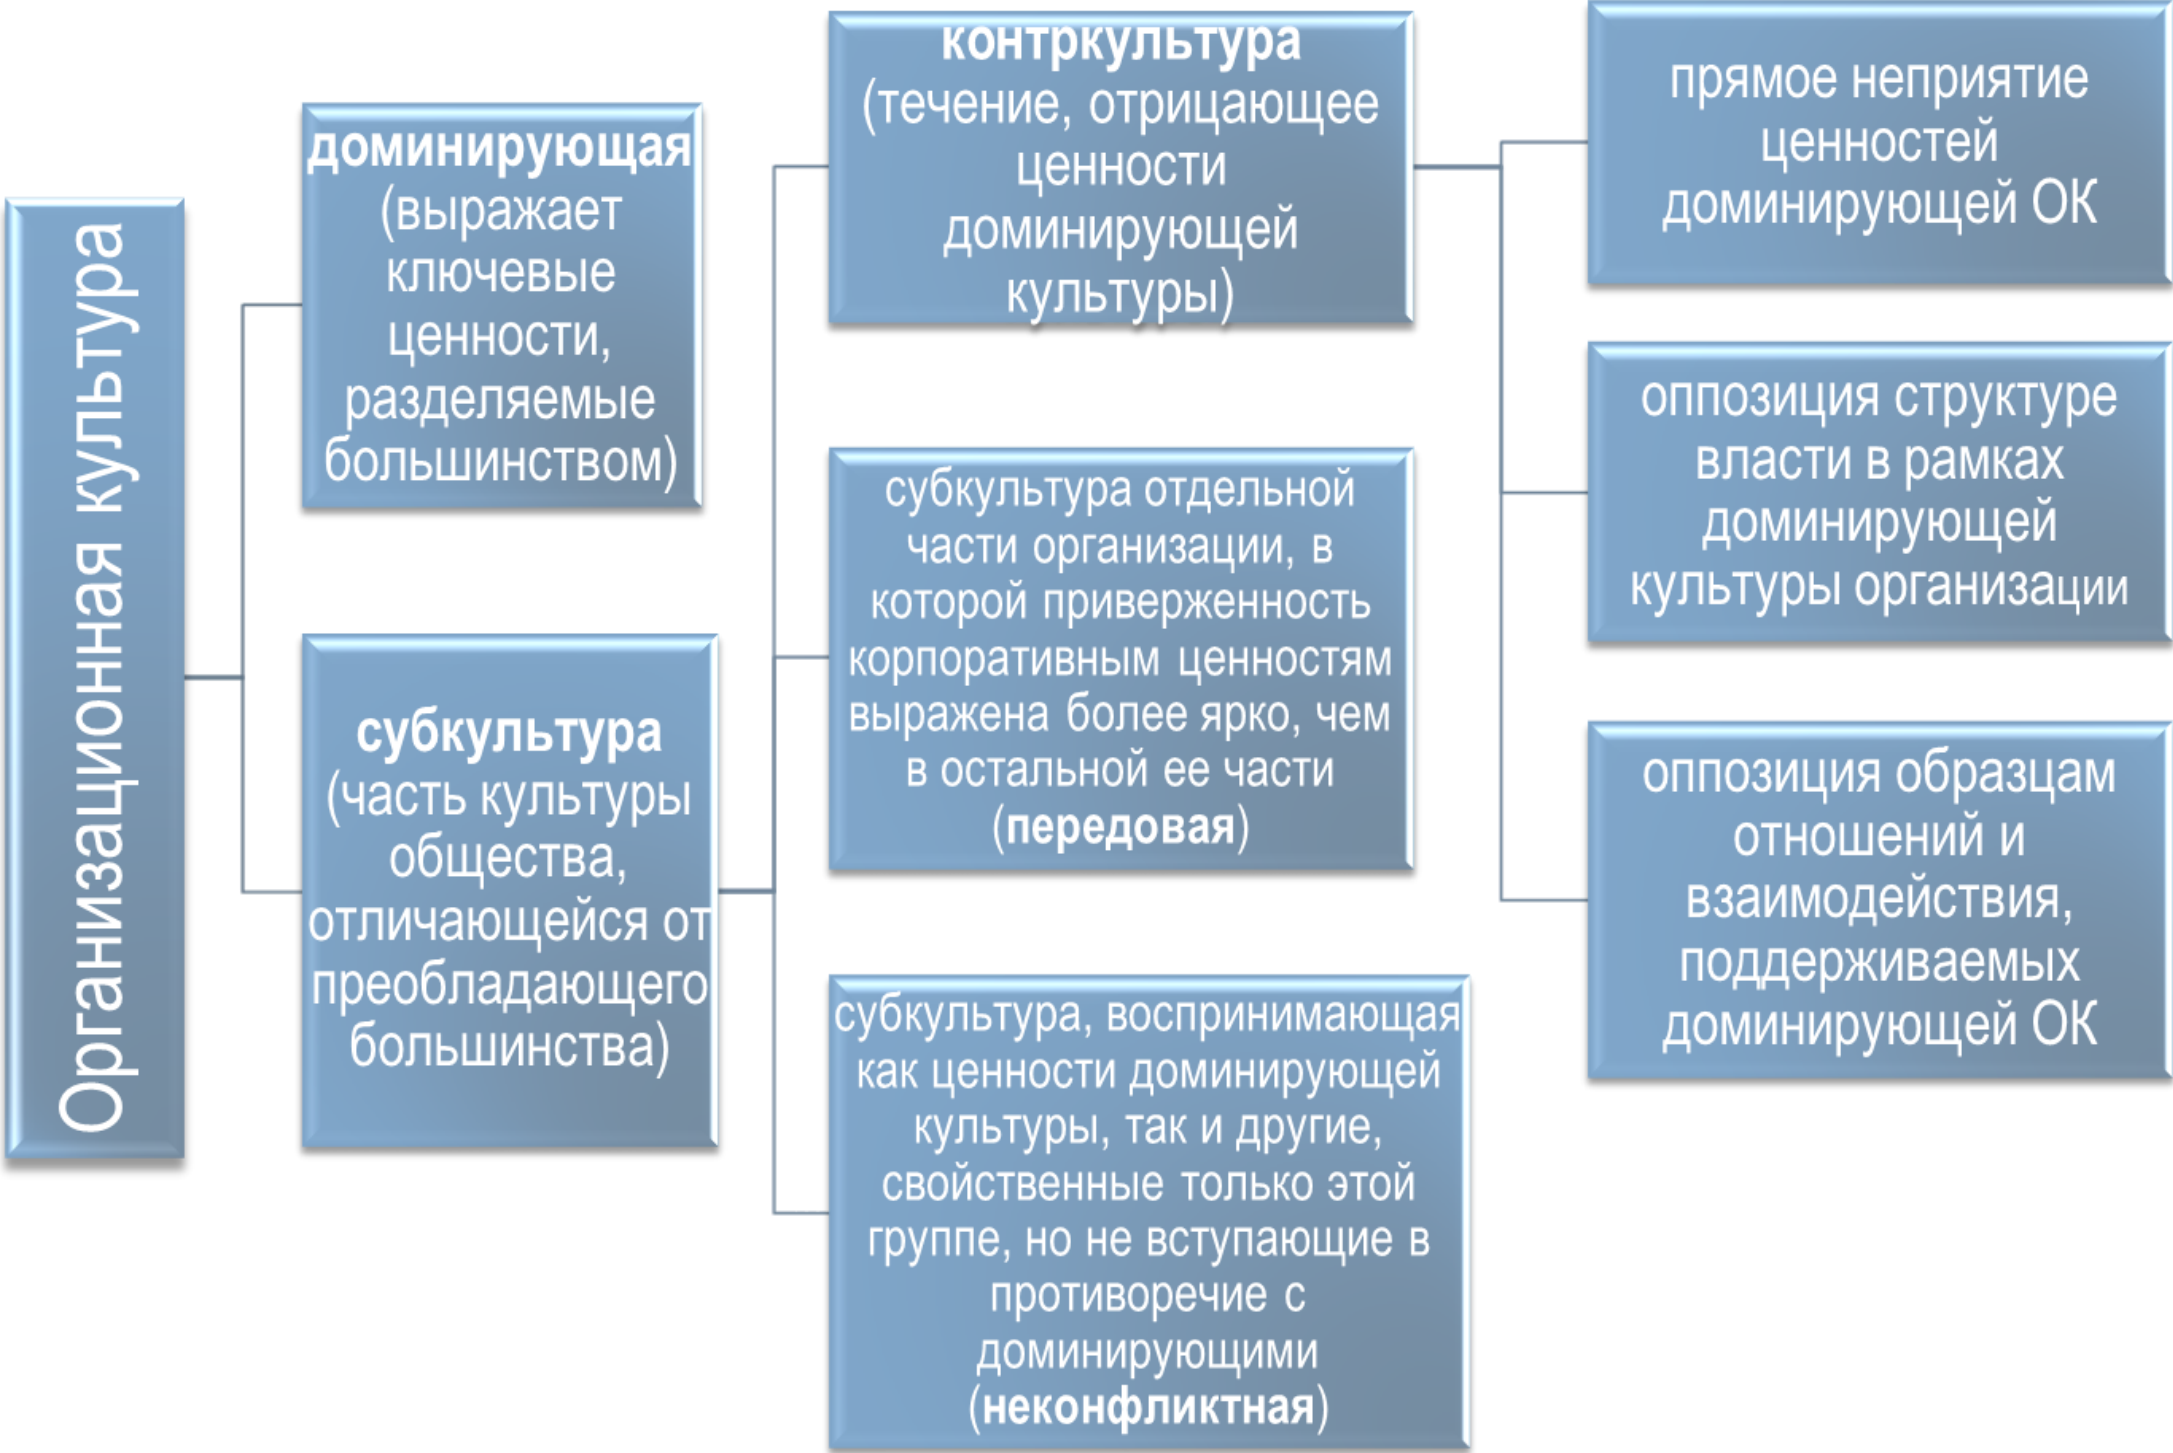 Организационная культура
доминирующая
(выражает
ключевые
ценности,
разделяемые
большинством)
субкультура
(часть культуры
общества,
отличающейся от
преобладающего
большинства)
контркультура
(течение, отрицающее
ценности
доминирующей
культуры)
субкультура отдельной
части организации, в
которой приверженность
корпоративным ценностям
выражена более ярко, чем
в остальной ее части
(передовая)
субкультура, воспринимающая
как ценности доминирующей
культуры, так и другие,
свойственные только этой
группе, но не вступающие в
противоречие с
доминирующими
(неконфликтная)
прямое неприятие
ценностей
доминирующей ОК
оппозиция структуре
власти в рамках
доминирующей
культуры организации
оппозиция образцам
отношений и
взаимодействия,
поддерживаемых
доминирующей ОК